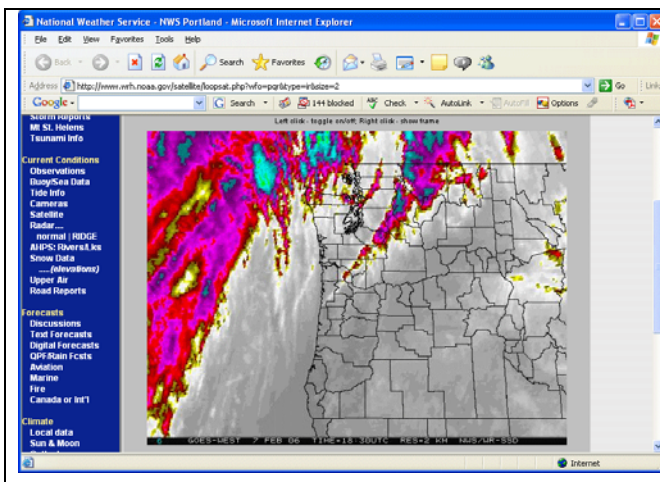 National Weather Service - NWS Portland - Microsoft Internet Explorer
File Edit View Favorites Tools Help
Back Search Favorites
Address http://www.wrh.noaa.gov/satellite/loopsat.php?wfo=pqr&type=ir&size=2 Go Links
Google Search 144 blocked Check AutoLink AutoFill Options
Left click - toggle on/off; Right click - show frame
Storm Reports
Mt St. Helens
Tsunami Info
Current Conditions
Observations
Buoy/Sea Data
Tide Info
Cameras
Satellite
Radar....
normal | RIDGE
AHPS: Rivers/Lks
Snow Data
....(elevations)
Upper Air
Road Reports
Forecasts
Discussions
Text Forecasts
Digital Forecasts
QPF/Rain Fcsts
Aviation
Marine
Fire
Canada or Int'l
Climate
Local data
Sun & Moon
6 GOES-WEST 7 FEB 06 TIME=18:30UTC RES=2 KM NWS/WR-SSD
Internet